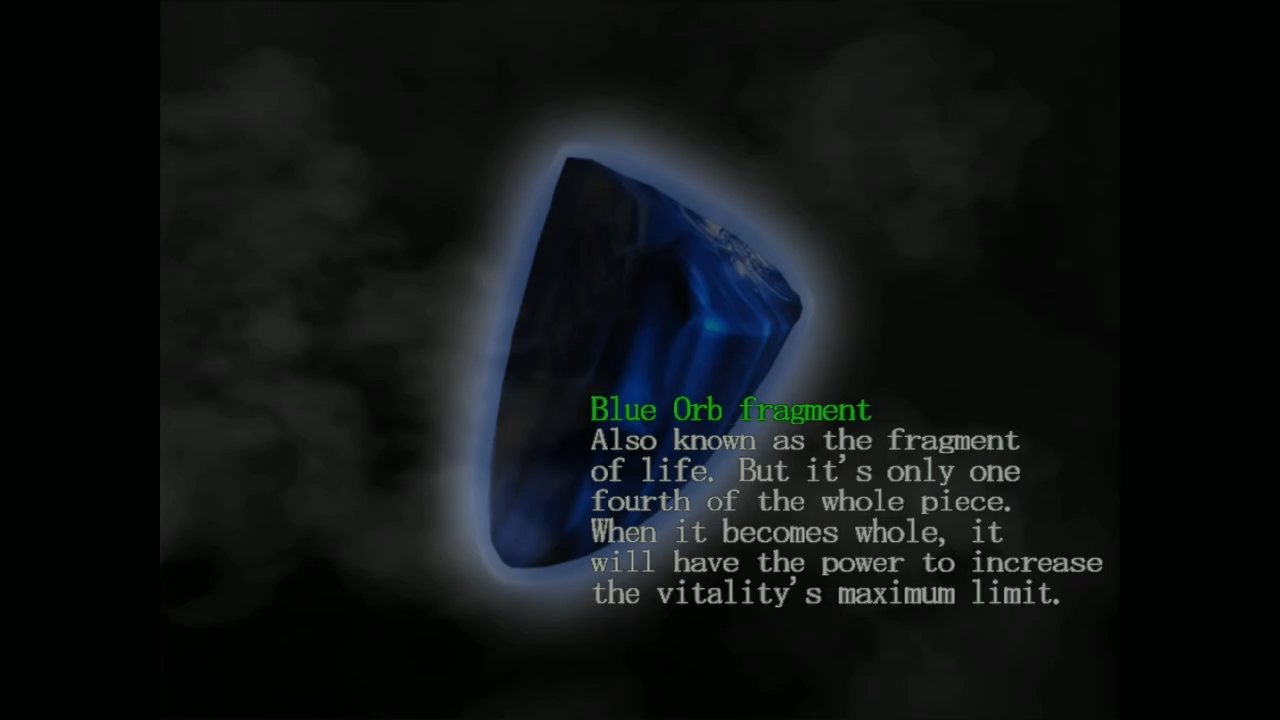 Blue Orb fragment
Also known as the fragment
of life. But it's only one
fourth of the whole piece.
When it becomes whole, it
will have the power to increase
the vitality's maximum limit.